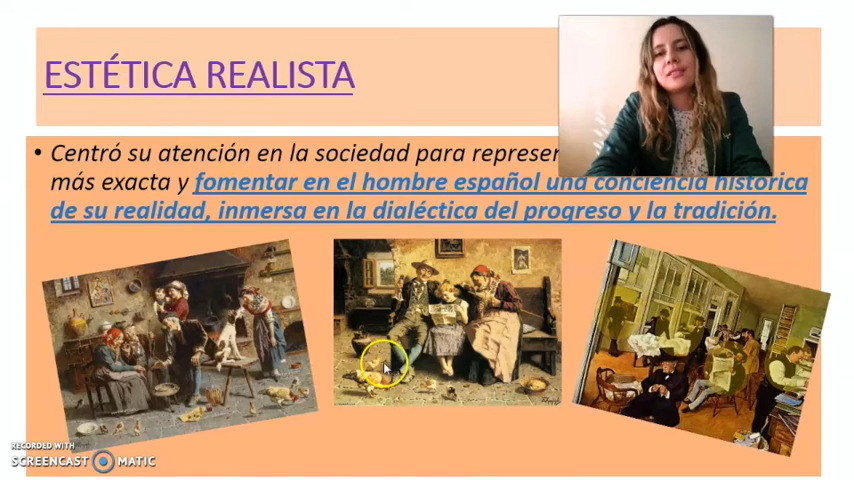 ESTÉTICA REALISTA
• Centró su atención en la sociedad para
más exacta y fomentar en el hombre español una conciencia histórica
de su realidad, inmersa en la dialéctica del progreso y la tradición.
RECORDED WITH
SCREENCAST MATIC